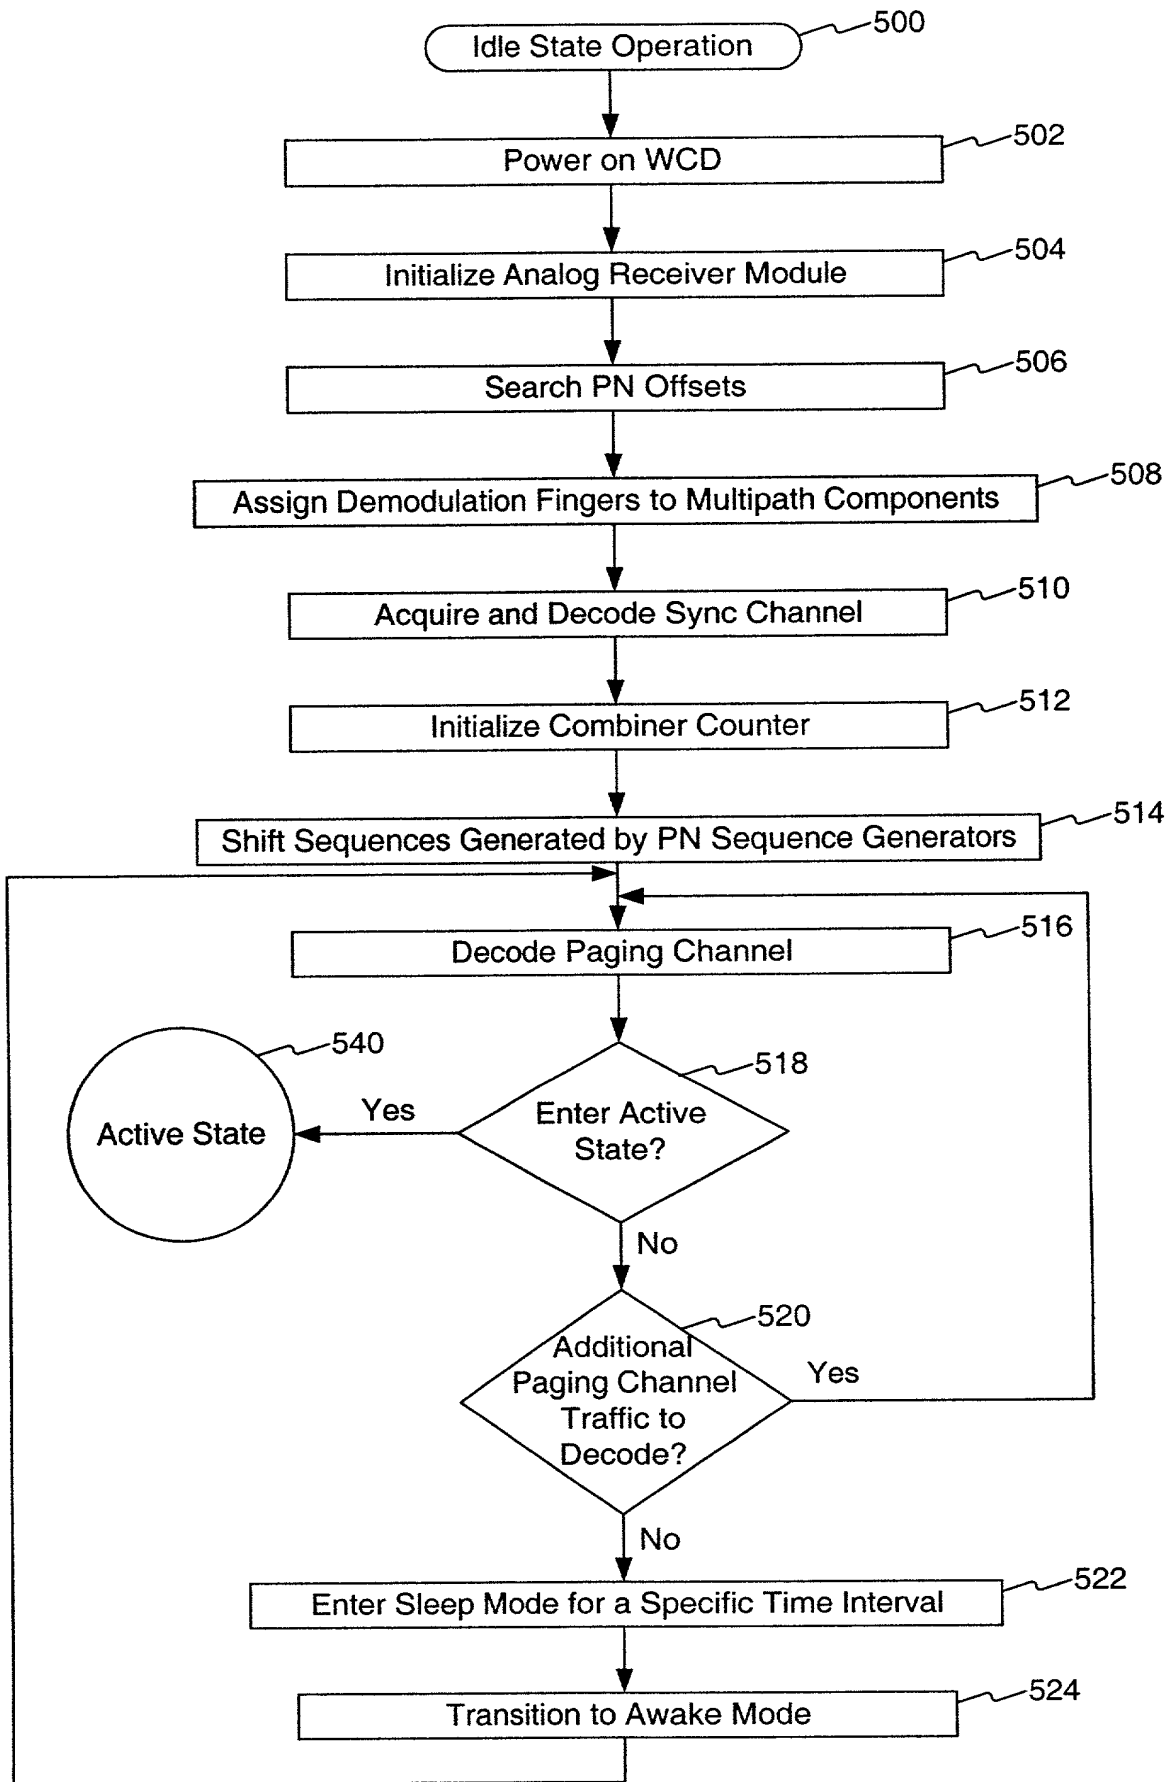 Idle State Operation
500
Power on WCD
502
Initialize Analog Receiver Module
504
Search PN Offsets
506
Assign Demodulation Fingers to Multipath Components
508
Acquire and Decode Sync Channel
510
Initialize Combiner Counter
512
Shift Sequences Generated by PN Sequence Generators
514
Decode Paging Channel
516
540
518
Active State
Yes
Enter Active
State?
No
520
Additional
Paging Channel
Traffic to
Decode?
Yes
No
Enter Sleep Mode for a Specific Time Interval
522
Transition to Awake Mode
524